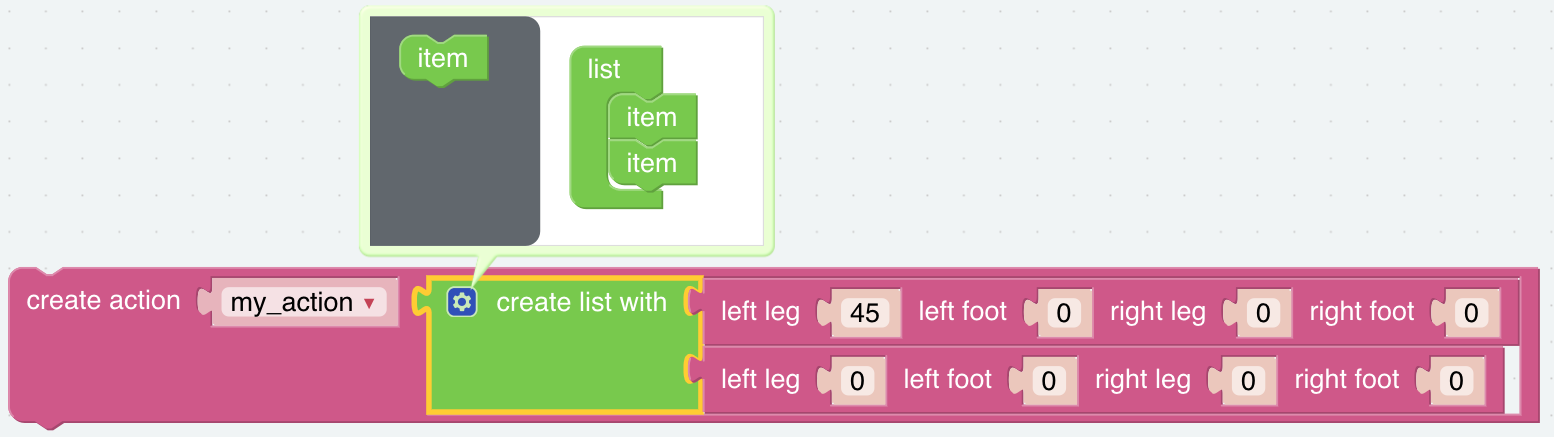 item
list
item
item
create action my_action ▾ create list with left leg 45 left foot 0 right leg 0 right foot 0
left leg 0 left foot 0 right leg 0 right foot 0